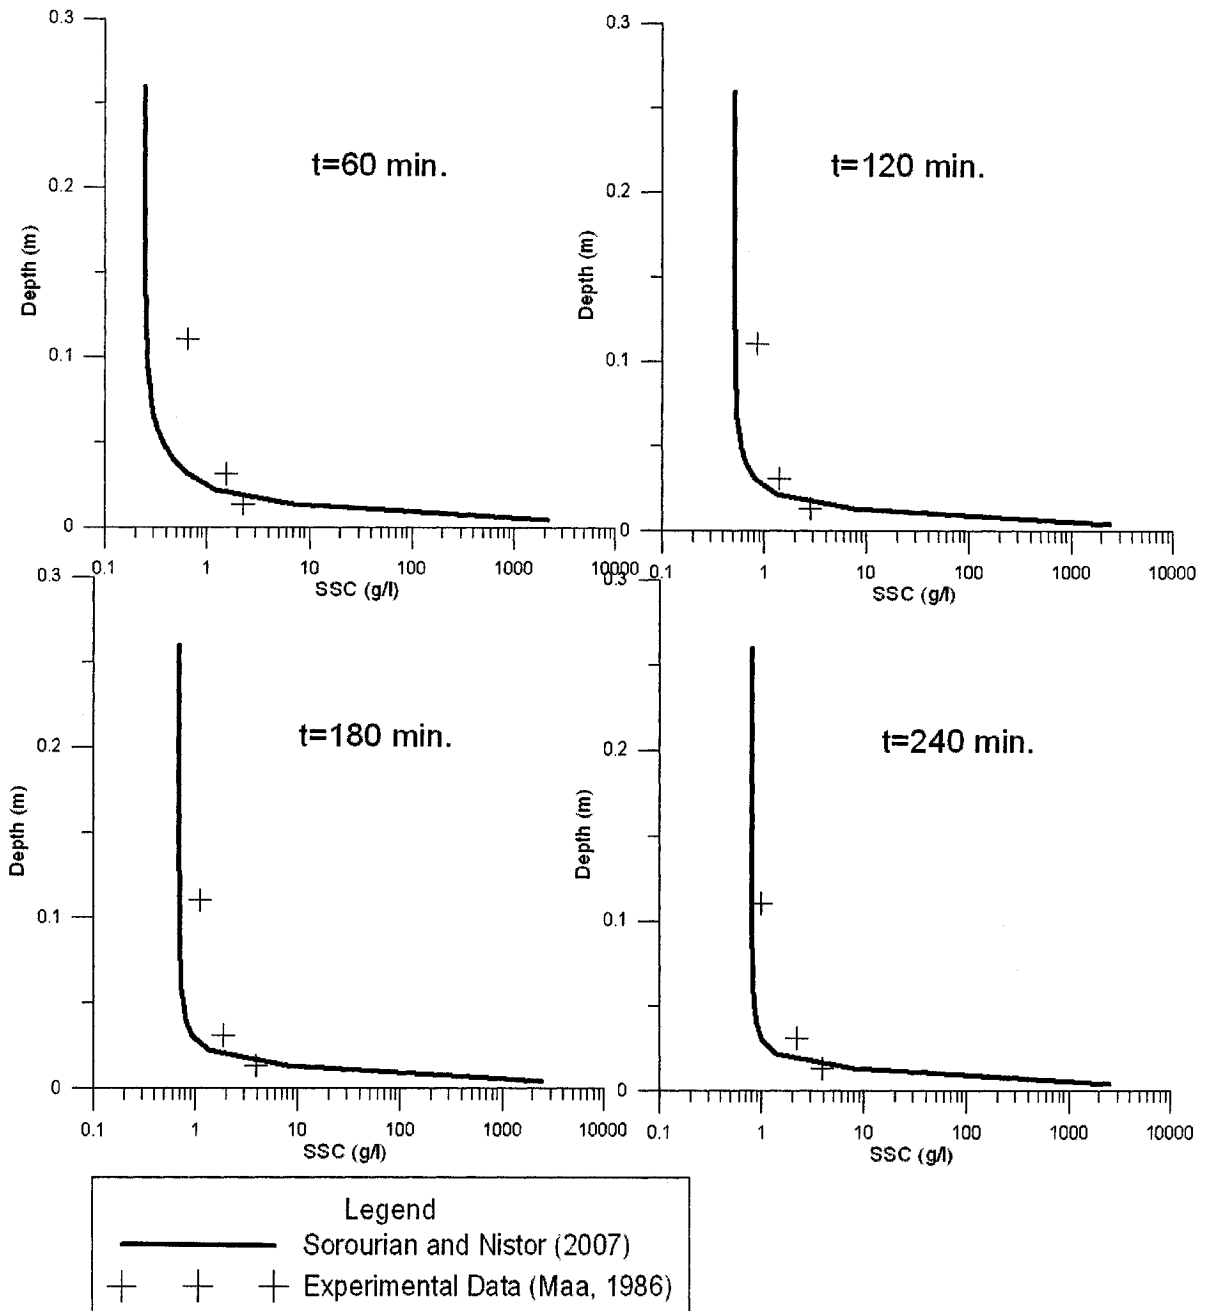 0.3
0.2
0.1
0
Depth (m)
t=60 min.
0.1 1 10 100 1000 10000
SSC (g/l)
0.3
0.2
0.1
0
Depth (m)
t=120 min.
0.1 1 10 100 1000 10000
SSC (g/l)
0.3
0.2
0.1
0
Depth (m)
t=180 min.
0.1 1 10 100 1000 10000
SSC (g/l)
0.3
0.2
0.1
0
Depth (m)
t=240 min.
0.1 1 10 100 1000 10000
SSC (g/l)
Legend
Sorourian and Nistor (2007)
Experimental Data (Maa, 1986)